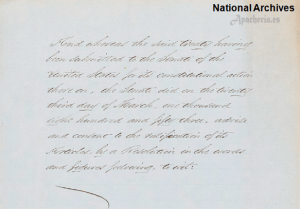 National Archives
Apacheria.es
And whereas the said treaty having
been submitted to the Senate of the
United States for its constitutional action
thereon, the Senate did on the twenty
third day of March, one thousand
eight hundred and fifty three, advise
and consent to the ratification of its
Articles, by a Resolution in the words
and figures following, to wit: